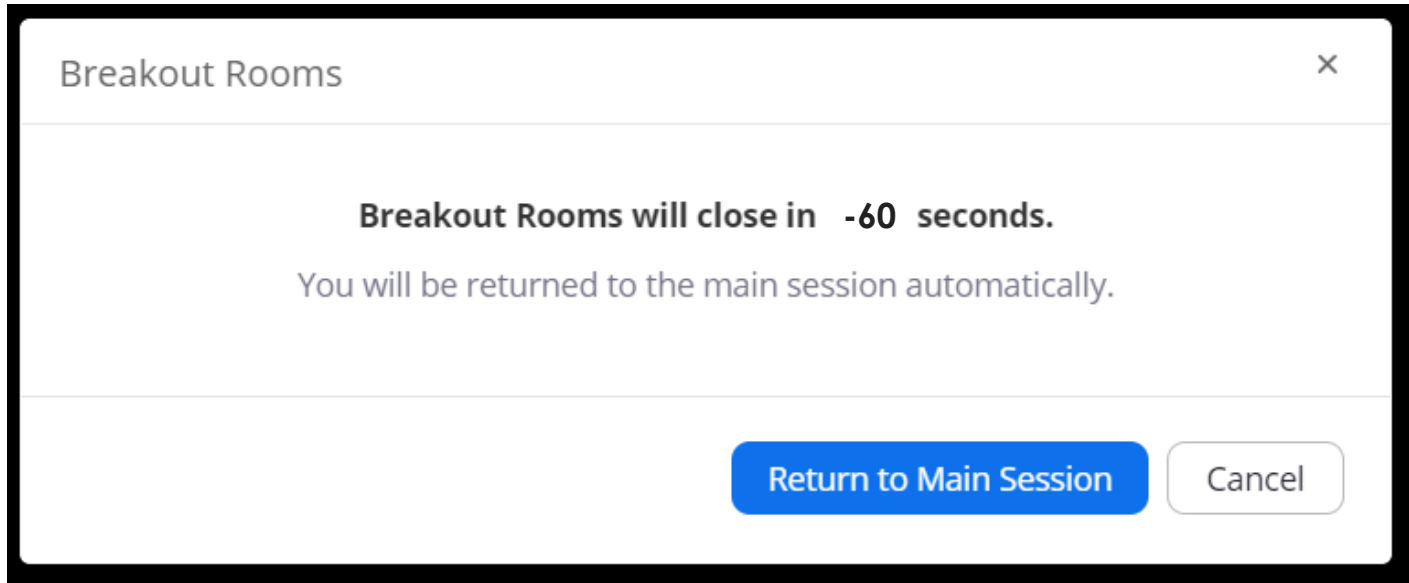 Breakout Rooms ×
Breakout Rooms will close in -60 seconds.
You will be returned to the main session automatically.
Return to Main Session Cancel